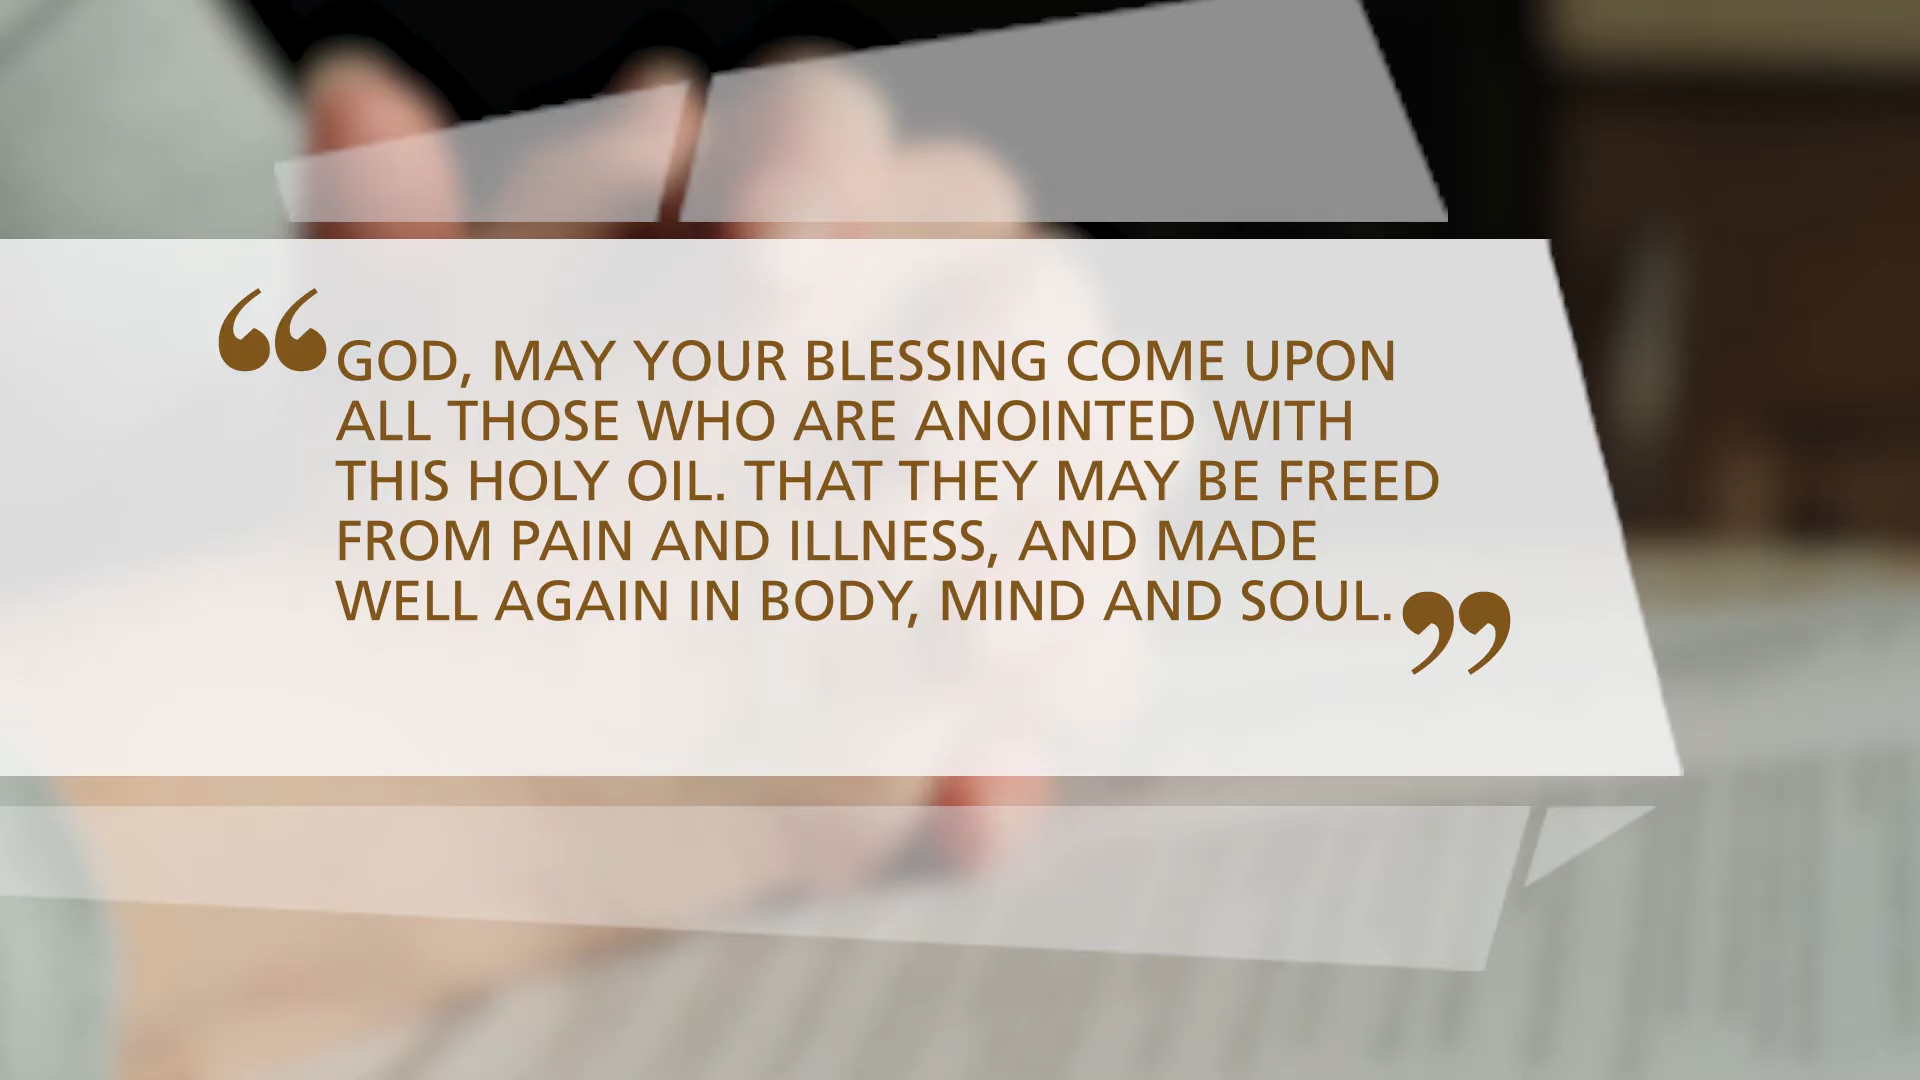 “GOD, MAY YOUR BLESSING COME UPON
ALL THOSE WHO ARE ANOINTED WITH
THIS HOLY OIL. THAT THEY MAY BE FREED
FROM PAIN AND ILLNESS, AND MADE
WELL AGAIN IN BODY, MIND AND SOUL.”